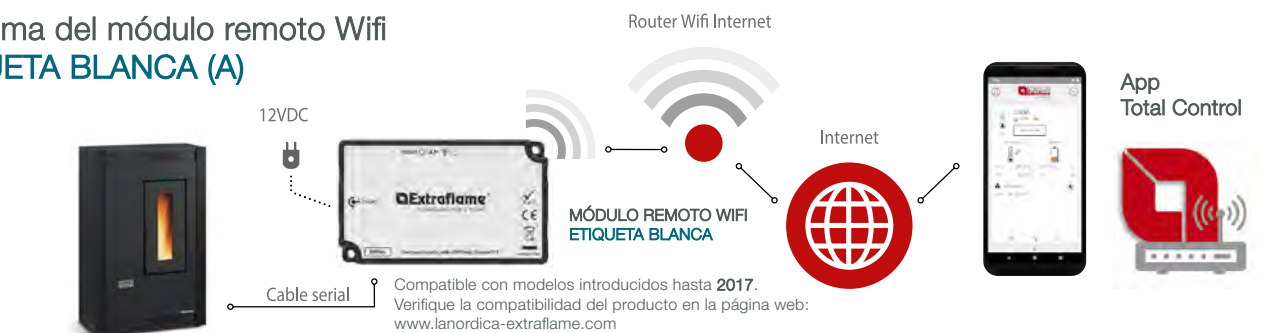 ma del módulo remoto Wifi
UETA BLANCA (A)
Router Wifi Internet
12VDC
Extraflame
CE
MÓDULO REMOTO WIFI
ETIQUETA BLANCA
Internet
App
Total Control
Cable serial
Compatible con modelos introducidos hasta 2017.
Verifique la compatibilidad del producto en la página web:
www.lanordica-extraflame.com